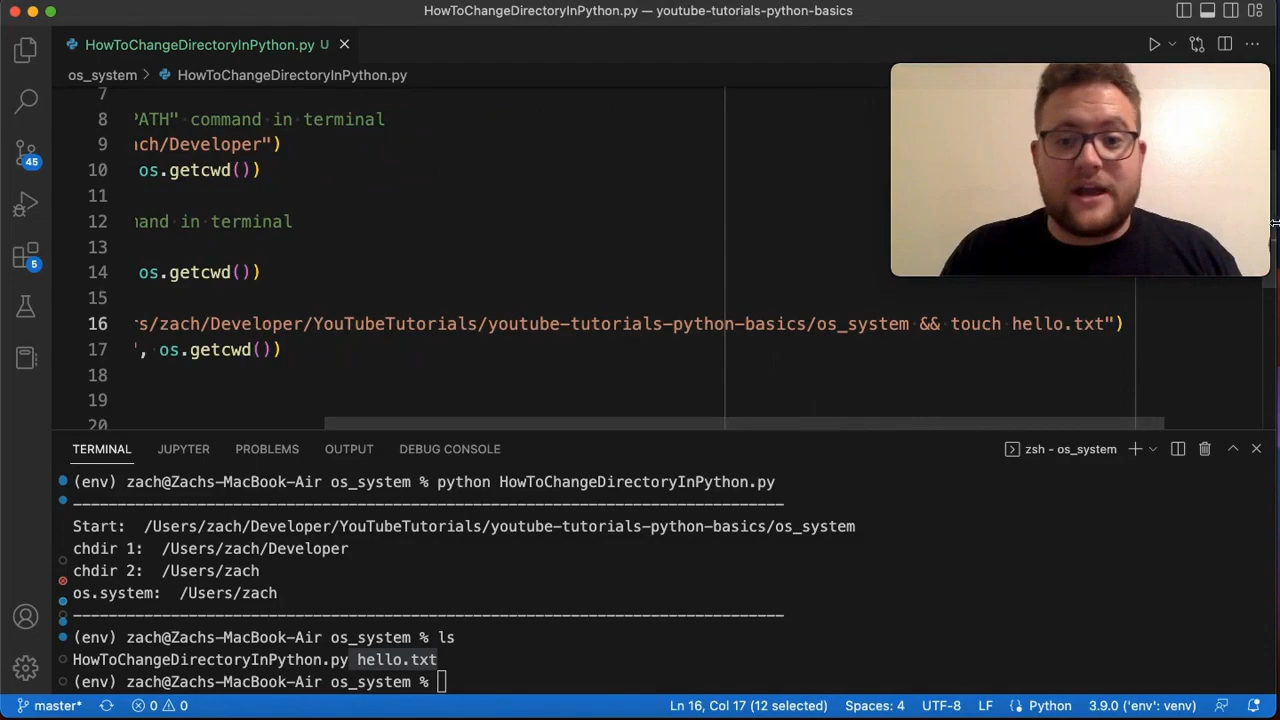 HowToChangeDirectoryInPython.py — youtube-tutorials-python-basics
HowToChangeDirectoryInPython.py U
os_system > HowToChangeDirectoryInPython.py
7
8 PATH" command in terminal
9 ach/Developer")
10 os.getcwd())
11
12 mand in terminal
13
14 os.getcwd())
15
16 rs/zach/Developer/YouTubeTutorials/youtube-tutorials-python-basics/os_system && touch hello.txt")
17 ", os.getcwd())
18
19
20
45
5
TERMINAL JUPYTER PROBLEMS OUTPUT DEBUG CONSOLE zsh - os_system
(env) zach@Zachs-MacBook-Air os_system % python HowToChangeDirectoryInPython.py
--------------------------------------------------------------------
Start: /Users/zach/Developer/YouTubeTutorials/youtube-tutorials-python-basics/os_system
chdir 1: /Users/zach/Developer
chdir 2: /Users/zach
os.system: /Users/zach
--------------------------------------------------------------------
(env) zach@Zachs-MacBook-Air os_system % ls
HowToChangeDirectoryInPython.py hello.txt
(env) zach@Zachs-MacBook-Air os_system %
master* 0 0 Ln 16, Col 17 (12 selected) Spaces: 4 UTF-8 LF Python 3.9.0 ('env': venv)